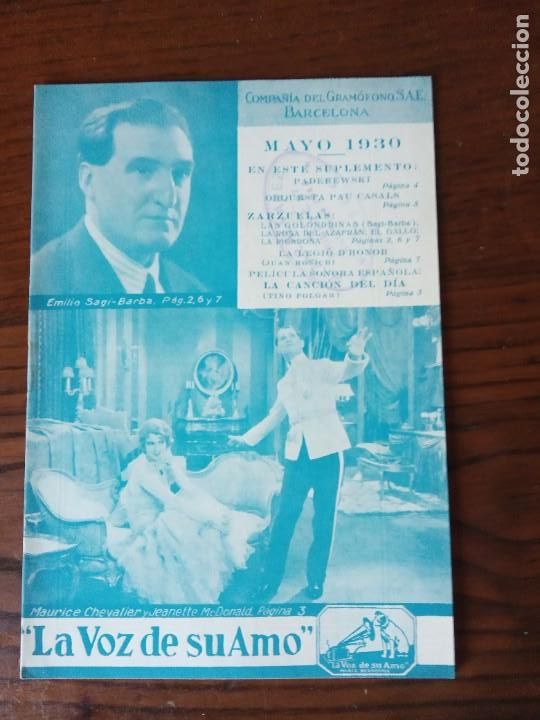 COMPAÑÍA DEL GRAMÓFONO S.A.E.
BARCELONA
MAYO 1930
EN ESTE SUPLEMENTO:
PADEREWSKI
Página 4
ORQUESTA PAU CASALS
Página 5
ZARZUELAS:
LAS GOLONDRINAS (Sagi-Barba);
LA ROSA DEL AZAFRÁN; EL GALLO;
Páginas 2, 6 y 7
LA LEGIÓ D'HONOR
(JUAN ROSICH) Página 7
PELÍCULA SONORA ESPAÑOLA:
LA CANCIÓN DEL DÍA
(TINO FOLGAR) Página 3
Emilio Sagi-Barba. Pág. 2, 6 y 7
Maurice Chevalier y Jeanette McDonald. Página 3
"La Voz de su Amo"
"La Voz de su Amo"
todocoleccion.net